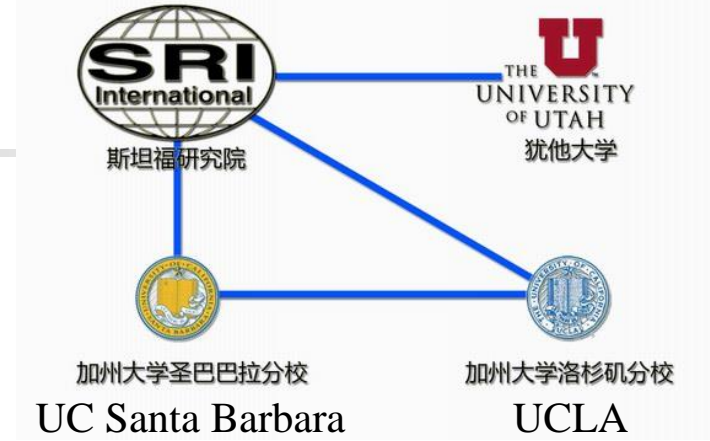 SRI
International
斯坦福研究院
THE U
UNIVERSITY
OF UTAH
犹他大学
加州大学圣巴巴拉分校
UC Santa Barbara
加州大学洛杉矶分校
UCLA